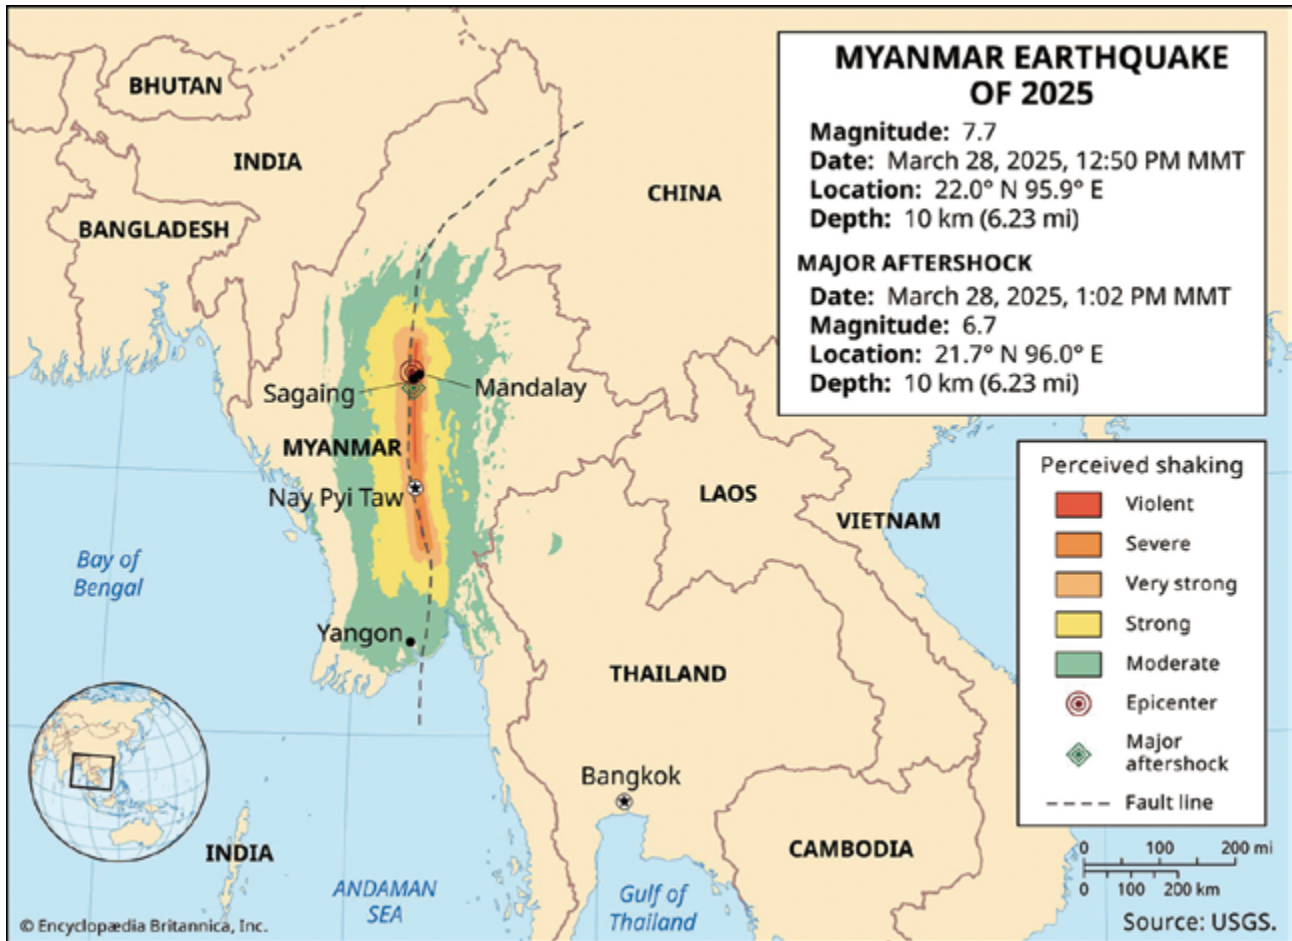 MYANMAR EARTHQUAKE
OF 2025
Magnitude: 7.7
Date: March 28, 2025, 12:50 PM MMT
Location: 22.0° N 95.9° E
Depth: 10 km (6.23 mi)
MAJOR AFTERSHOCK
Date: March 28, 2025, 1:02 PM MMT
Magnitude: 6.7
Location: 21.7° N 96.0° E
Depth: 10 km (6.23 mi)
BHUTAN
INDIA
CHINA
BANGLADESH
Sagaing
Mandalay
MYANMAR
Nay Pyi Taw
LAOS
VIETNAM
Bay of
Bengal
Yangon
THAILAND
Bangkok
CAMBODIA
INDIA
ANDAMAN
SEA
Gulf of
Thailand
Perceived shaking
Violent
Severe
Very strong
Strong
Moderate
Epicenter
Major
aftershock
Fault line
0 100 200 mi
0 100 200 km
Source: USGS.
© Encyclopædia Britannica, Inc.